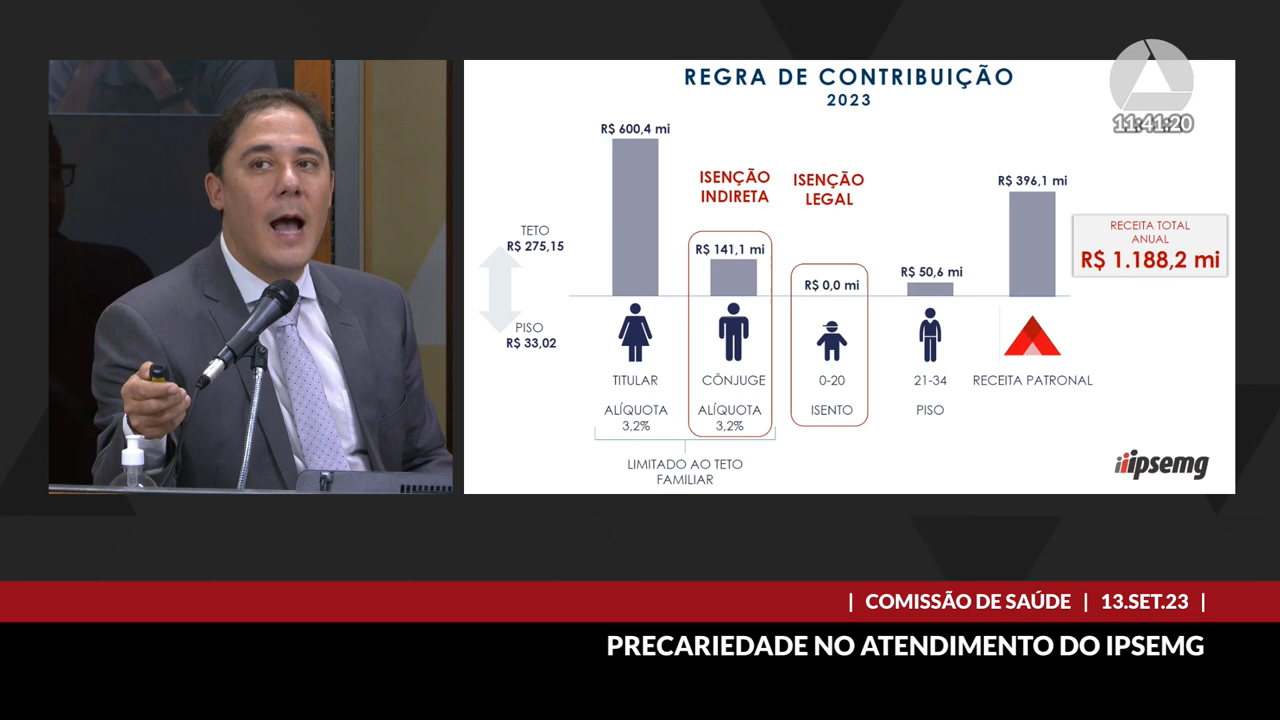 REGRA DE CONTRIBUIÇÃO
2023
11:41:20
R$ 600,4 mi
ISENÇÃO
INDIRETA
ISENÇÃO
LEGAL
R$ 396,1 mi
TETO
R$ 275,15
R$ 141,1 mi
R$ 0,0 mi
R$ 50,6 mi
RECEITA TOTAL
ANUAL
R$ 1.188,2 mi
PISO
R$ 33,02
TITULAR
CÔNJUGE
0-20
21-34
RECEITA PATRONAL
ALÍQUOTA
3,2%
ALÍQUOTA
3,2%
ISENTO
PISO
LIMITADO AO TETO
FAMILIAR
ipsemg
| COMISSÃO DE SAÚDE | 13.SET.23 |
PRECARIEDADE NO ATENDIMENTO DO IPSEMG